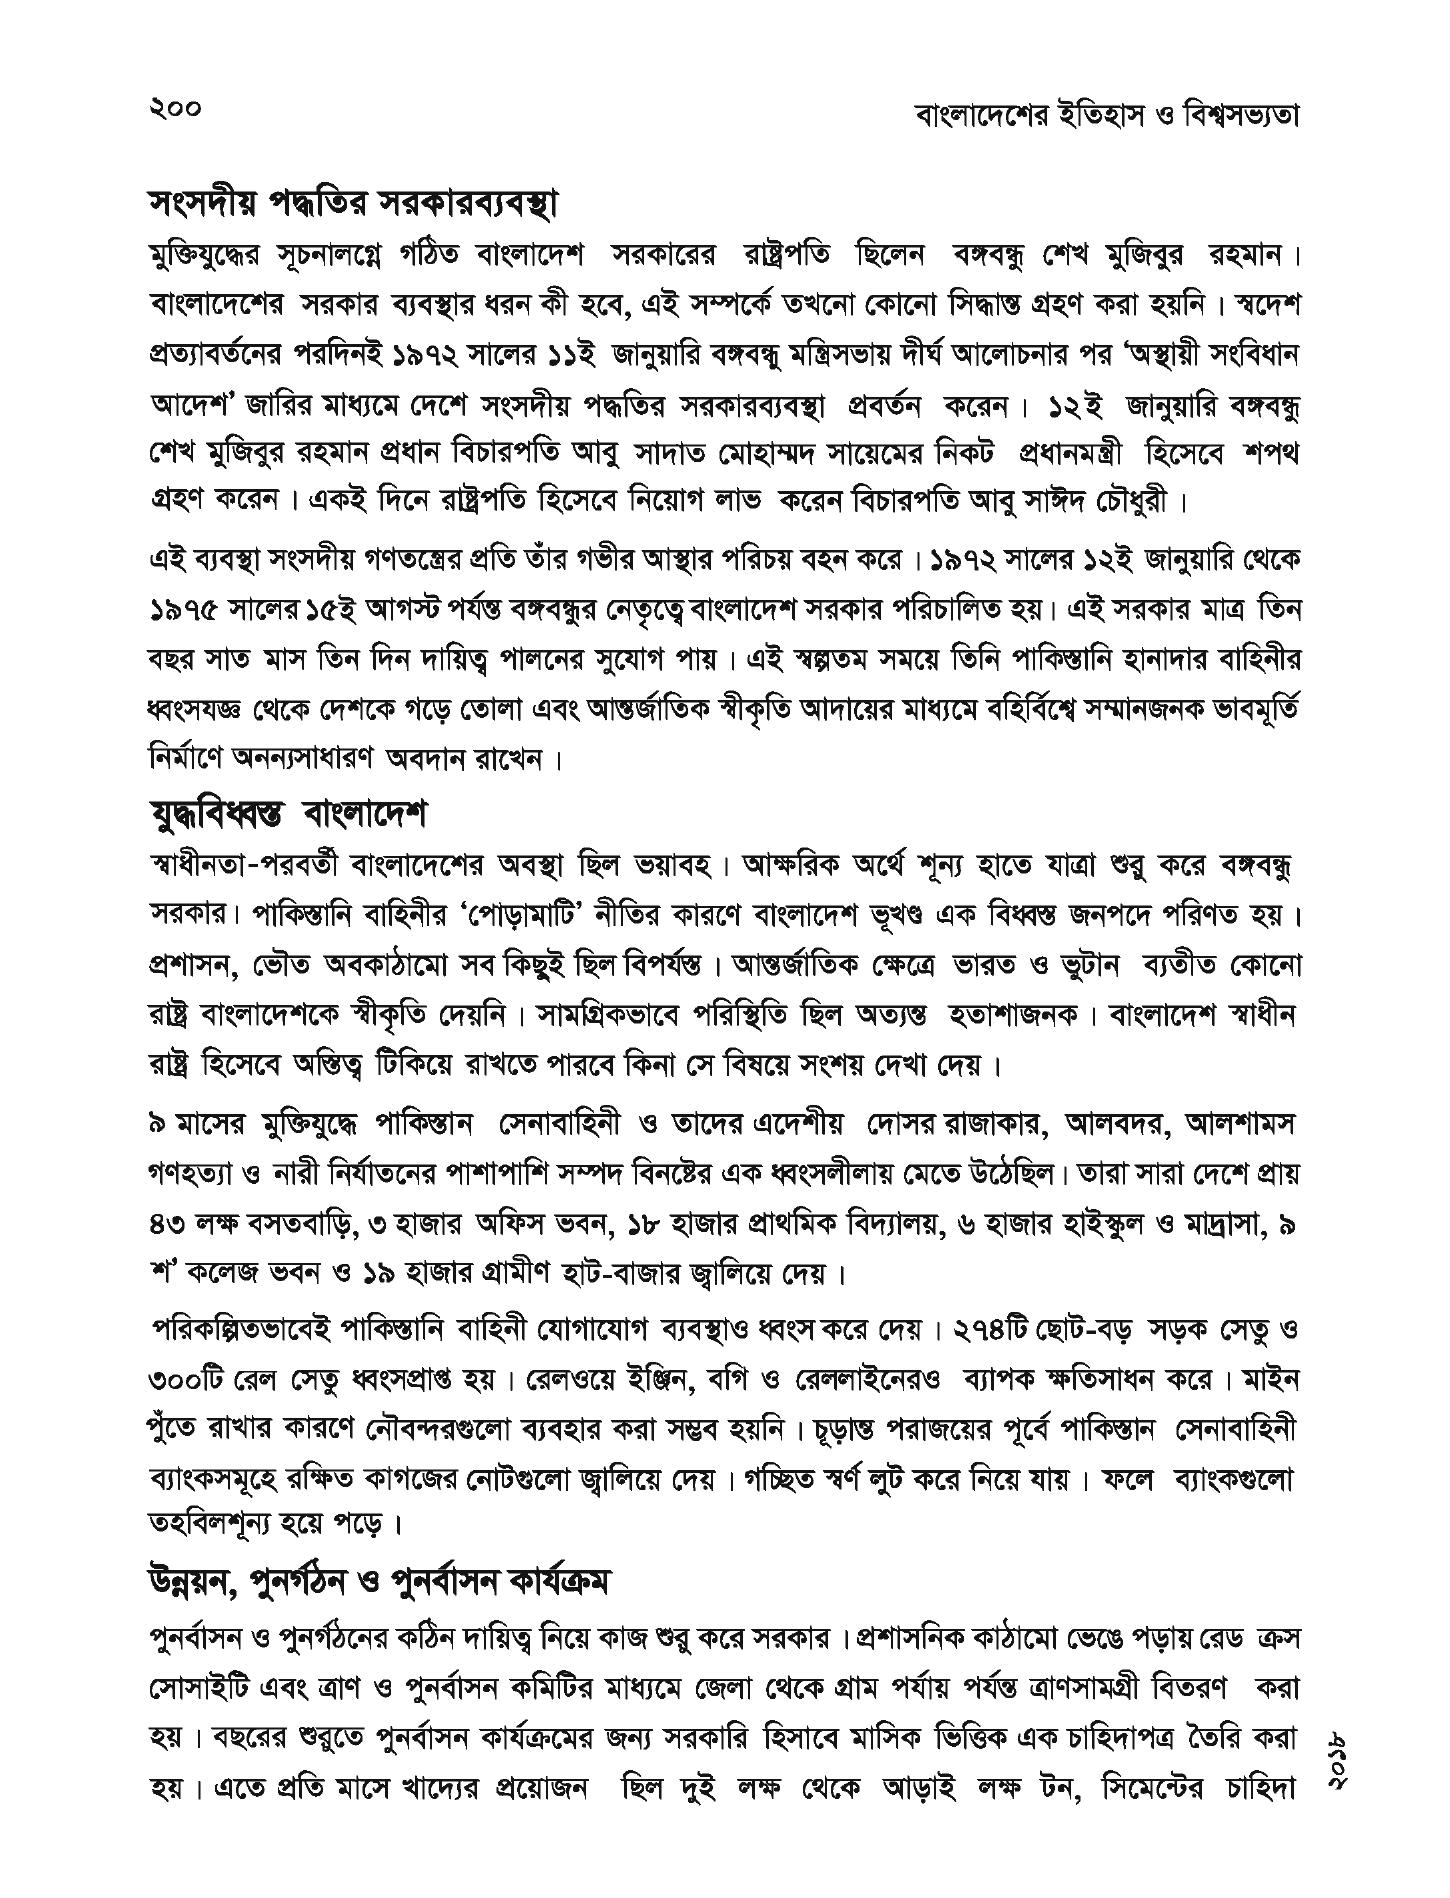 ২০০
বাংলাদেশের ইতিহাস ও বিশ্বসভ্যতা
সংসদীয় পদ্ধতির সরকারব্যবস্থা
মুক্তিযুদ্ধের সূচনালগ্নে গঠিত বাংলাদেশ সরকারের রাষ্ট্রপতি ছিলেন বঙ্গবন্ধু শেখ মুজিবুর রহমান।
বাংলাদেশের সরকার ব্যবস্থার ধরন কী হবে, এই সম্পর্কে তখনো কোনো সিদ্ধান্ত গ্রহণ করা হয়নি। স্বদেশ
প্রত্যাবর্তনের পরদিনই ১৯৭২ সালের ১১ই জানুয়ারি বঙ্গবন্ধু মন্ত্রিসভায় দীর্ঘ আলোচনার পর ‘অস্থায়ী সংবিধান
আদেশ’ জারির মাধ্যমে দেশে সংসদীয় পদ্ধতির সরকারব্যবস্থা প্রবর্তন করেন। ১২ই জানুয়ারি বঙ্গবন্ধু
শেখ মুজিবুর রহমান প্রধান বিচারপতি আবু সাদাত মোহাম্মদ সায়েমের নিকট প্রধানমন্ত্রী হিসেবে শপথ
গ্রহণ করেন। একই দিনে রাষ্ট্রপতি হিসেবে নিয়োগ লাভ করেন বিচারপতি আবু সাঈদ চৌধুরী।
এই ব্যবস্থা সংসদীয় গণতন্ত্রের প্রতি তাঁর গভীর আস্থার পরিচয় বহন করে। ১৯৭২ সালের ১২ই জানুয়ারি থেকে
১৯৭৫ সালের ১৫ই আগস্ট পর্যন্ত বঙ্গবন্ধুর নেতৃত্বে বাংলাদেশ সরকার পরিচালিত হয়। এই সরকার মাত্র তিন
বছর সাত মাস তিন দিন দায়িত্ব পালনের সুযোগ পায়। এই স্বল্পতম সময়ে তিনি পাকিস্তানি হানাদার বাহিনীর
ধ্বংসযজ্ঞ থেকে দেশকে গড়ে তোলা এবং আন্তর্জাতিক স্বীকৃতি আদায়ের মাধ্যমে বহির্বিশ্বে সম্মানজনক ভাবমূর্তি
নির্মাণে অনন্যসাধারণ অবদান রাখেন।
যুদ্ধবিধ্বস্ত বাংলাদেশ
স্বাধীনতা-পরবর্তী বাংলাদেশের অবস্থা ছিল ভয়াবহ। আক্ষরিক অর্থে শূন্য হাতে যাত্রা শুরু করে বঙ্গবন্ধু
সরকার। পাকিস্তানি বাহিনীর ‘পোড়ামাটি’ নীতির কারণে বাংলাদেশ ভূখণ্ড এক বিধ্বস্ত জনপদে পরিণত হয়।
প্রশাসন, ভৌত অবকাঠামো সব কিছুই ছিল বিপর্যস্ত। আন্তর্জাতিক ক্ষেত্রে ভারত ও ভুটান ব্যতীত কোনো
রাষ্ট্র বাংলাদেশকে স্বীকৃতি দেয়নি। সামগ্রিকভাবে পরিস্থিতি ছিল অত্যন্ত হতাশাজনক। বাংলাদেশ স্বাধীন
রাষ্ট্র হিসেবে অস্তিত্ব টিকিয়ে রাখতে পারবে কিনা সে বিষয়ে সংশয় দেখা দেয়।
৯ মাসের মুক্তিযুদ্ধে পাকিস্তান সেনাবাহিনী ও তাদের এদেশীয় দোসর রাজাকার, আলবদর, আলশামস
গণহত্যা ও নারী নির্যাতনের পাশাপাশি সম্পদ বিনষ্টের এক ধ্বংসলীলায় মেতে উঠেছিল। তারা সারা দেশে প্রায়
৪৩ লক্ষ বসতবাড়ি, ৩ হাজার অফিস ভবন, ১৮ হাজার প্রাথমিক বিদ্যালয়, ৬ হাজার হাইস্কুল ও মাদ্রাসা, ৯
শ’ কলেজ ভবন ও ১৯ হাজার গ্রামীণ হাট-বাজার জ্বালিয়ে দেয়।
পরিকল্পিতভাবেই পাকিস্তানি বাহিনী যোগাযোগ ব্যবস্থাও ধ্বংস করে দেয়। ২৭৪টি ছোট-বড় সড়ক সেতু ও
৩০০টি রেল সেতু ধ্বংসপ্রাপ্ত হয়। রেলওয়ে ইঞ্জিন, বগি ও রেললাইনেরও ব্যাপক ক্ষতিসাধন করে। মাইন
পুঁতে রাখার কারণে নৌবন্দরগুলো ব্যবহার করা সম্ভব হয়নি। চূড়ান্ত পরাজয়ের পূর্বে পাকিস্তান সেনাবাহিনী
ব্যাংকসমূহে রক্ষিত কাগজের নোটগুলো জ্বালিয়ে দেয়। গচ্ছিত স্বর্ণ লুট করে নিয়ে যায়। ফলে ব্যাংকগুলো
তহবিলশূন্য হয়ে পড়ে।
উন্নয়ন, পুনর্গঠন ও পুনর্বাসন কার্যক্রম
পুনর্বাসন ও পুনর্গঠনের কঠিন দায়িত্ব নিয়ে কাজ শুরু করে সরকার। প্রশাসনিক কাঠামো ভেঙে পড়ায় রেড ক্রস
সোসাইটি এবং ত্রাণ ও পুনর্বাসন কমিটির মাধ্যমে জেলা থেকে গ্রাম পর্যায় পর্যন্ত ত্রাণসামগ্রী বিতরণ করা
হয়। বছরের শুরুতে পুনর্বাসন কার্যক্রমের জন্য সরকারি হিসাবে মাসিক ভিত্তিক এক চাহিদাপত্র তৈরি করা
হয়। এতে প্রতি মাসে খাদ্যের প্রয়োজন ছিল দুই লক্ষ থেকে আড়াই লক্ষ টন, সিমেন্টের চাহিদা
২০১৮